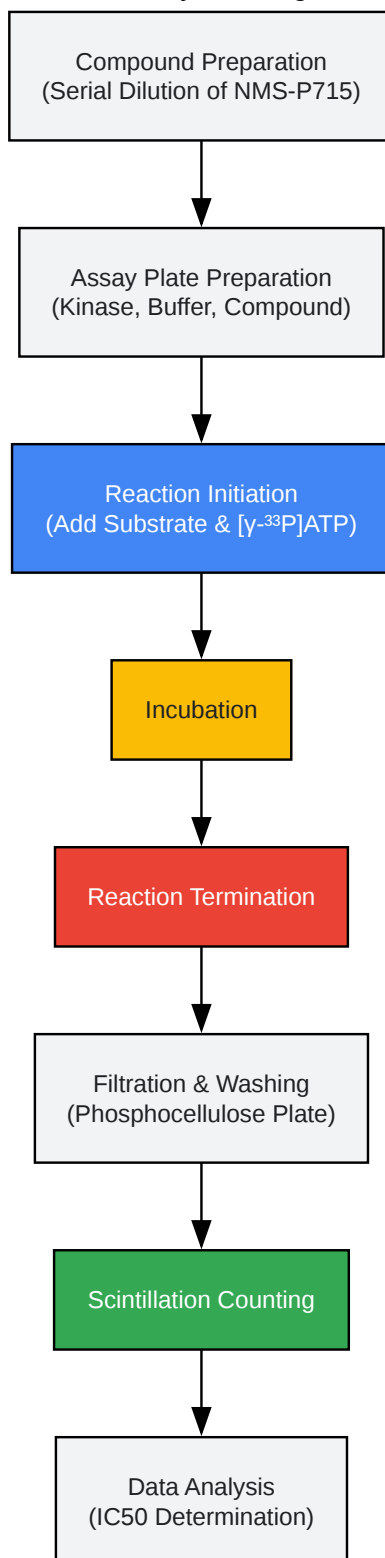 Compound Preparation
(Serial Dilution of NMS-P715)
Assay Plate Preparation
(Kinase, Buffer, Compound)
Reaction Initiation
(Add Substrate & [γ-³³P]ATP)
Incubation
Reaction Termination
Filtration & Washing
(Phosphocellulose Plate)
Scintillation Counting
Data Analysis
(IC50 Determination)